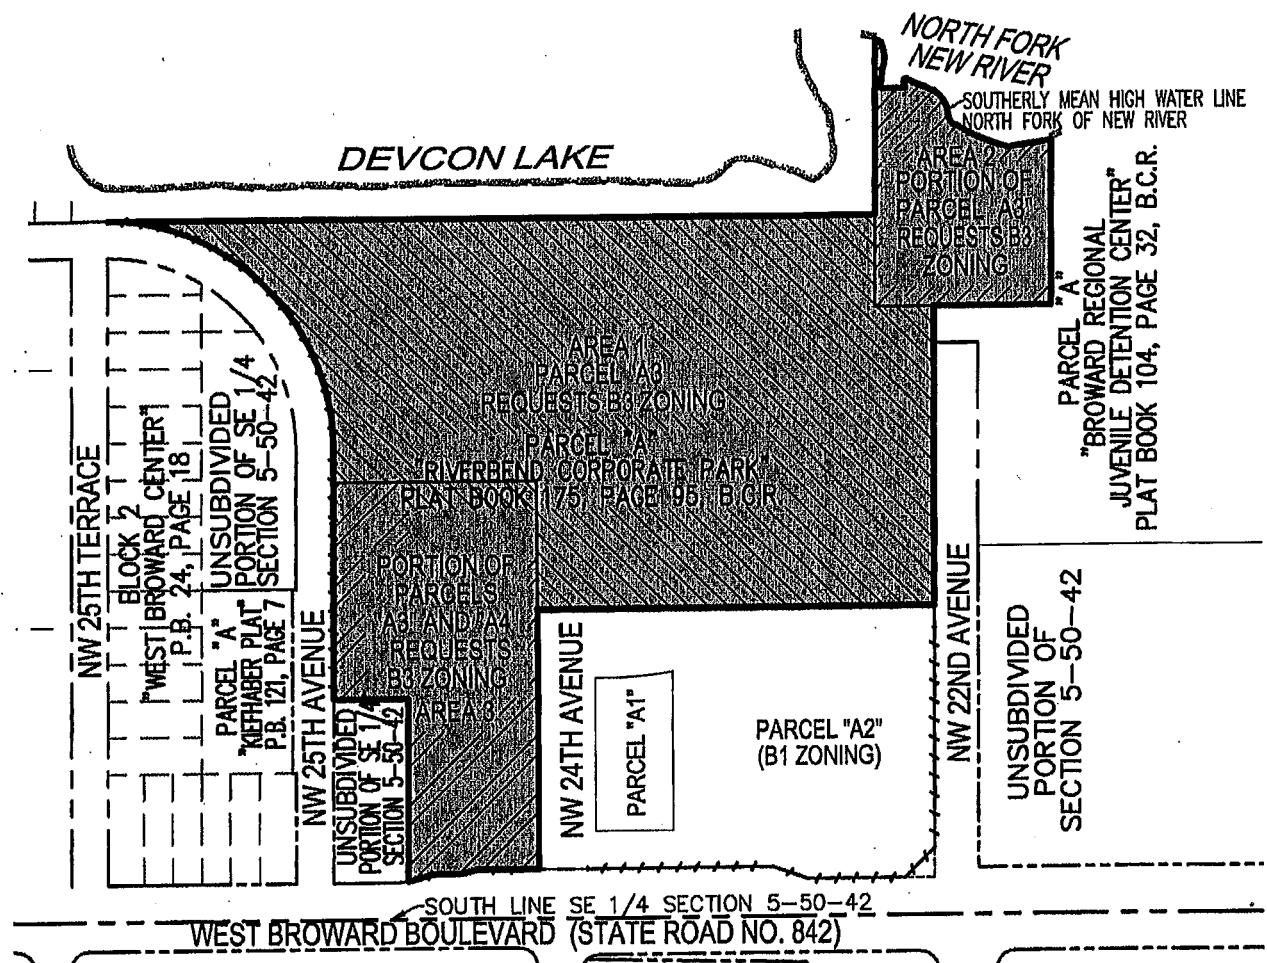 NORTH FORK
NEW RIVER
SOUTHERLY MEAN HIGH WATER LINE
NORTH FORK OF NEW RIVER
DEVCON LAKE
AREA 2
PORTION OF
PARCEL "A3"
REQUESTS B3
ZONING
PARCEL "A"
"BROWARD REGIONAL
JUVENILE DETENTION CENTER"
PLAT BOOK 104, PAGE 32, B.C.R.
AREA 1
PARCEL "A3"
REQUESTS B3 ZONING
PARCEL "A"
"RIVERBEND CORPORATE PARK"
PLAT BOOK 175, PAGE 95, B.C.R.
NW 25TH TERRACE
BLOCK 2
"WEST BROWARD CENTER"
P.B. 24, PAGE 18
UNSUBDIVIDED
PORTION OF SE 1/4
SECTION 5-50-42
PARCEL "A"
"KIEFHABER PLAT"
P.B. 121, PAGE 7
NW 25TH AVENUE
PORTION OF
PARCELS
"A3" AND "A4"
REQUESTS
B3 ZONING
AREA 3
UNSUBDIVIDED
PORTION OF SE 1/4
SECTION 5-50-42
NW 24TH AVENUE
PARCEL "A1"
PARCEL "A2"
(B1 ZONING)
NW 22ND AVENUE
UNSUBDIVIDED
PORTION OF
SECTION 5-50-42
SOUTH LINE SE 1/4 SECTION 5-50-42
WEST BROWARD BOULEVARD (STATE ROAD NO. 842)